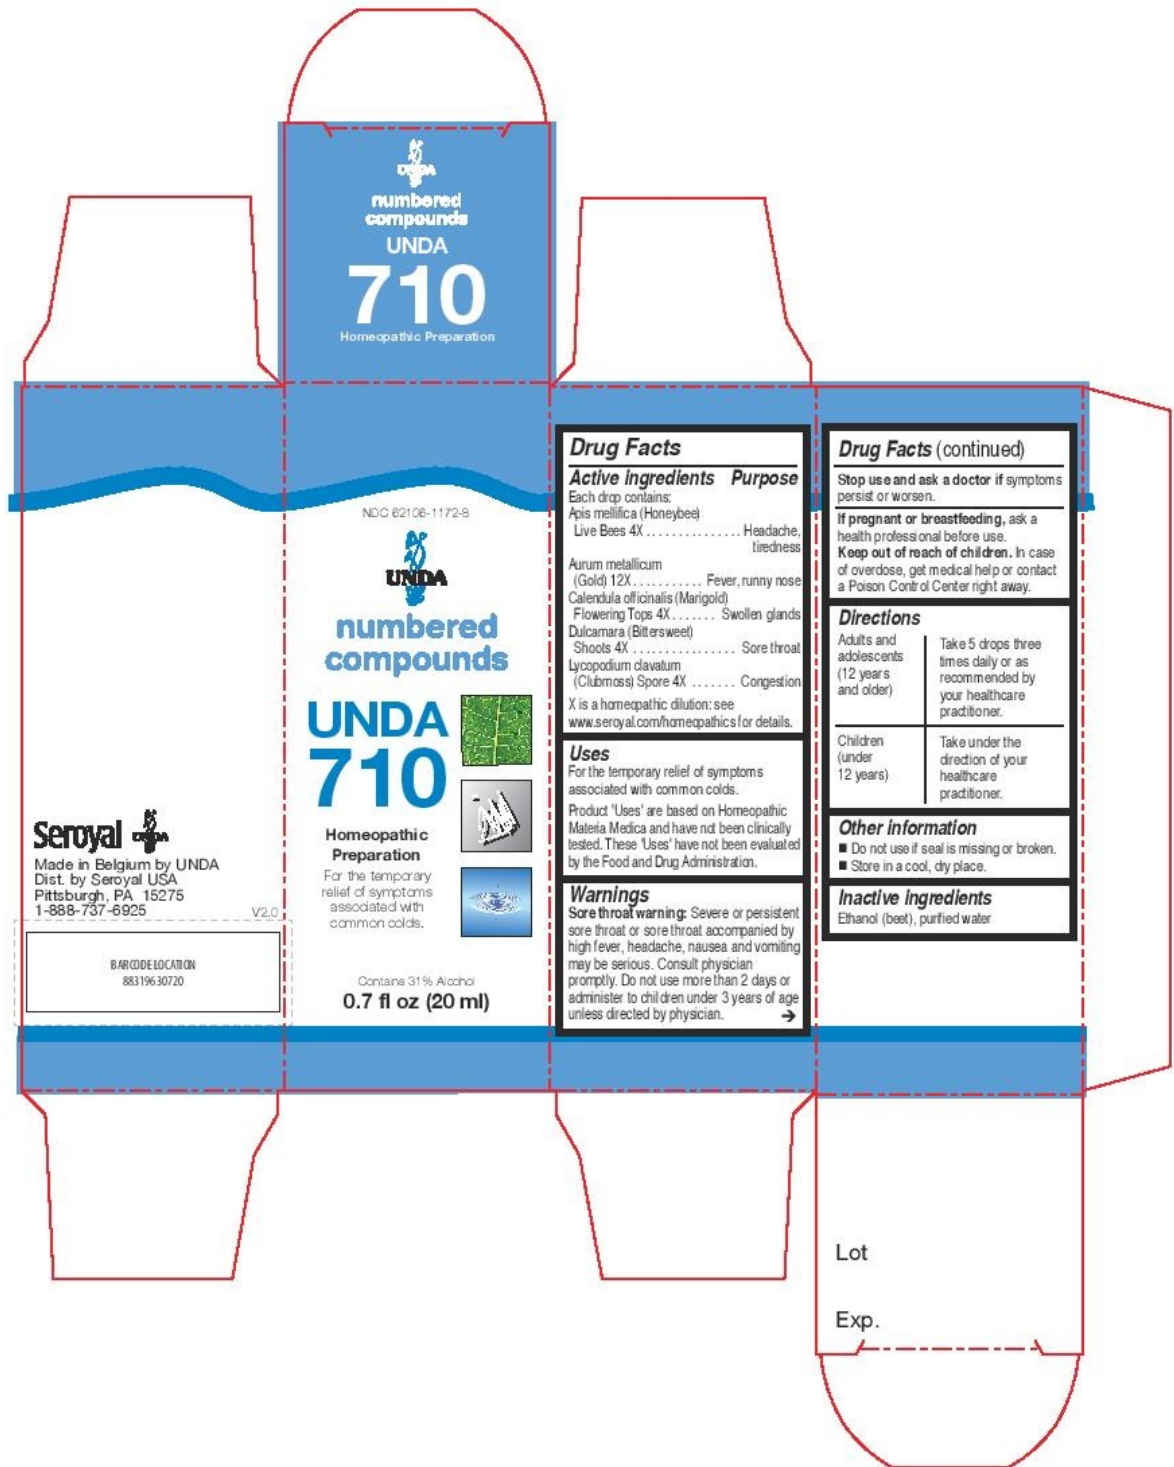 UNDA
numbered
compounds
UNDA
710
Homeopathic Preparation
Seroyal UNDA
Made in Belgium by UNDA
Dist. by Seroyal USA
Pittsburgh, PA 15275
1-888-737-6925
V2.0
BARCODE LOCATION
88319630720
NDC 62106-1172-8
UNDA
numbered
compounds
UNDA
710
Homeopathic
Preparation
For the temporary
relief of symptoms
associated with
common colds.
Contains 31% Alcohol
0.7 fl oz (20 ml)
Drug Facts
Active ingredients Purpose
Each drop contains:
Apis mellifica (Honeybee)
Live Bees 4X . . . . . . . . . . . . . . . Headache,
tiredness
Aurum metallicum
(Gold) 12X . . . . . . . . . . . Fever, runny nose
Calendula officinalis (Marigold)
Flowering Tops 4X . . . . . . . Swollen glands
Dulcamara (Bittersweet)
Shoots 4X . . . . . . . . . . . . . . . . Sore throat
Lycopodium clavatum
(Clubmoss) Spore 4X . . . . . . . Congestion
X is a homeopathic dilution: see
www.seroyal.com/homeopathics for details.
Uses
For the temporary relief of symptoms
associated with common colds.
Product 'Uses' are based on Homeopathic
Materia Medica and have not been clinically
tested. These 'Uses' have not been evaluated
by the Food and Drug Administration.
Warnings
Sore throat warning: Severe or persistent
sore throat or sore throat accompanied by
high fever, headache, nausea and vomiting
may be serious. Consult physician
promptly. Do not use more than 2 days or
administer to children under 3 years of age
unless directed by physician. →
Drug Facts (continued)
Stop use and ask a doctor if symptoms
persist or worsen.
If pregnant or breastfeeding, ask a
health professional before use.
Keep out of reach of children. In case
of overdose, get medical help or contact
a Poison Control Center right away.
Directions
Adults and
adolescents
(12 years
and older)
Take 5 drops three
times daily or as
recommended by
your healthcare
practitioner.
Children
(under
12 years)
Take under the
direction of your
healthcare
practitioner.
Other information
■ Do not use if seal is missing or broken.
■ Store in a cool, dry place.
Inactive ingredients
Ethanol (beet), purified water
Lot
Exp.